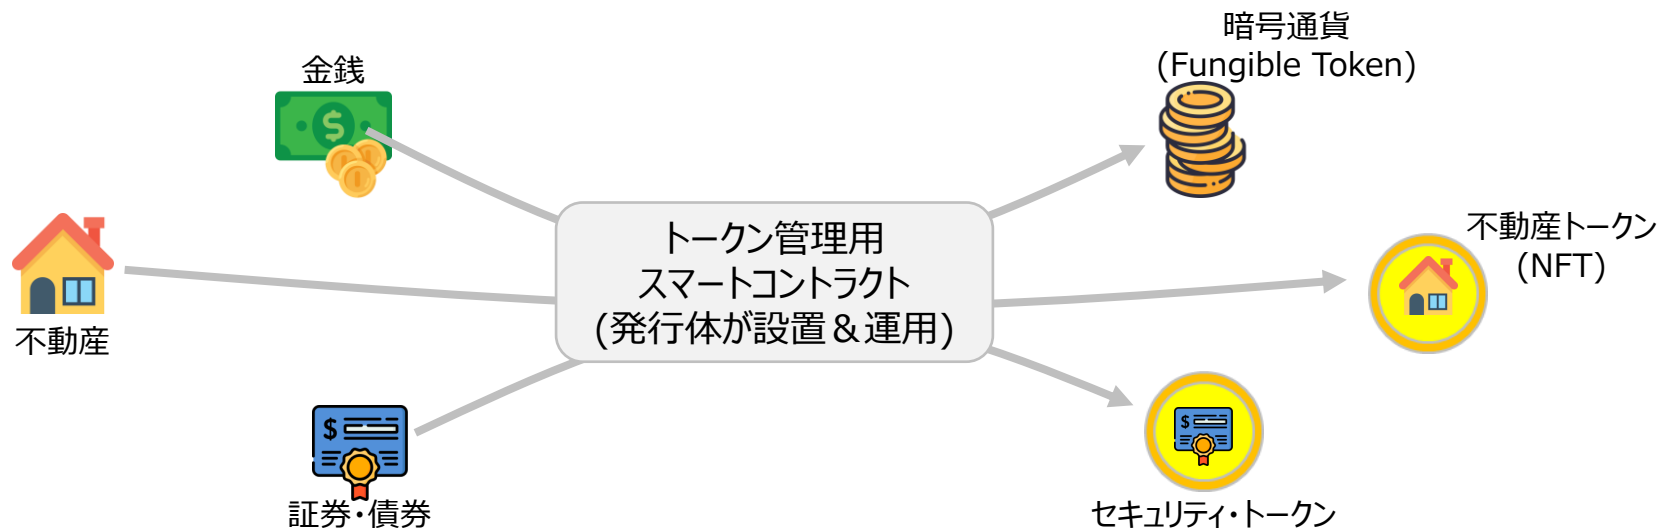 暗号通貨
(Fungible Token)
金銭
$
不動産トークン
(NFT)
トークン管理用
スマートコントラクト
(発行体が設置＆運用)
不動産
$
$
証券・債券
セキュリティ・トークン